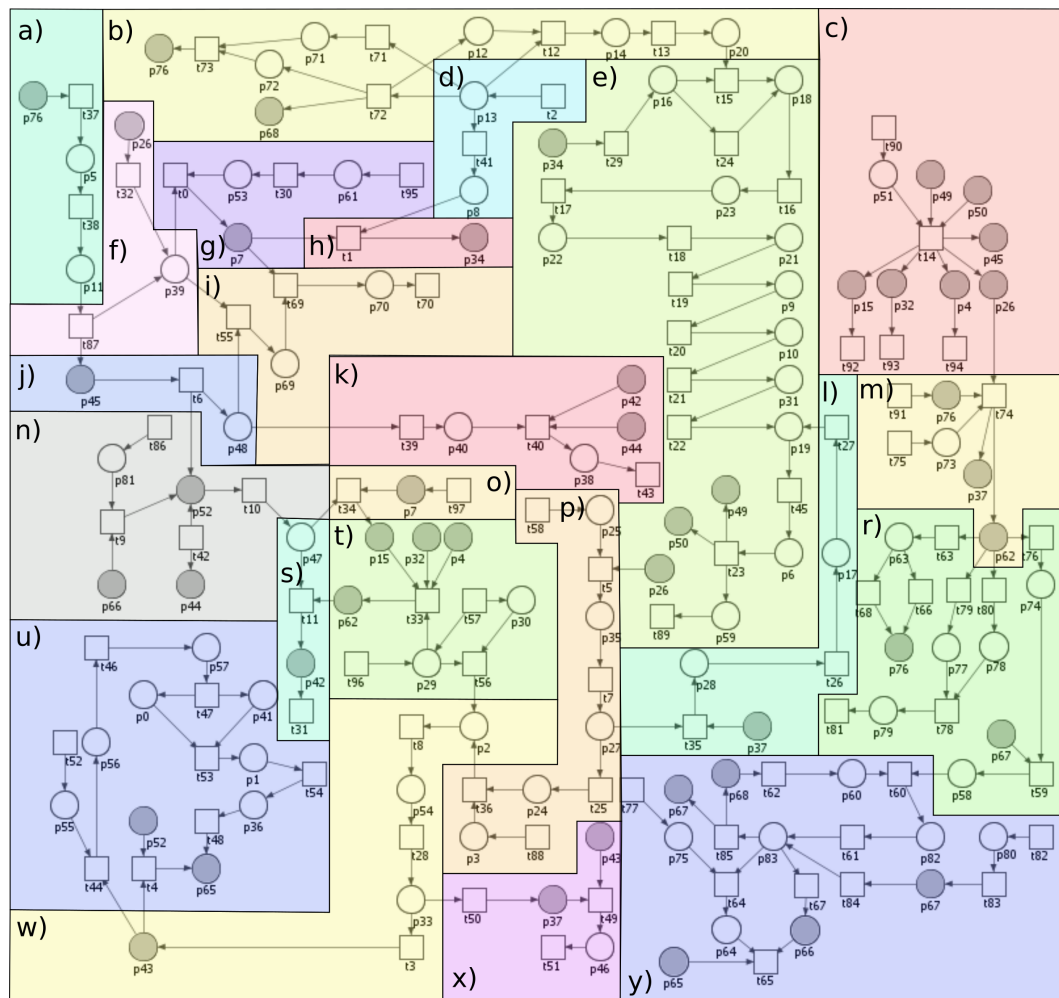 a)
b)
c)
p12
t12
p14
t13
p20
p76
t73
p71
t71
p72
t72
p68
d)
e)
p13
t2
t41
p8
p16
t15
p18
t24
p34
t29
p76
t37
p5
t38
p11
p26
t32
f)
p39
t87
t0
p53
t30
p61
t95
g)
p7
h)
t1
p34
t17
p23
t16
p22
t18
p21
t19
p9
t20
p10
t21
p31
t22
p19
t90
p51
p49
p50
t14
p45
p15
p32
p4
p26
t92
t93
t94
i)
t69
p70
t70
t55
p69
j)
p45
t6
p48
k)
p42
t39
p40
t40
p44
p38
t43
l)
t27
m)
t91
p76
t74
t75
p73
p37
n)
t86
p81
p52
t10
t9
t42
p66
p44
o)
t34
p7
t97
p)
t58
p25
t5
p35
t7
p27
t25
p24
t36
p3
t88
p49
t45
p50
t23
p6
p26
t89
p59
p17
t26
p28
t35
p37
r)
p63
t63
p62
t76
t68
t66
t79
t80
p74
p76
p77
p78
t81
p79
t78
p67
p58
t59
s)
p47
t11
p42
t31
t)
p15
p32
p4
p62
t33
t57
p30
t96
p29
t56
u)
t46
p57
p0
t47
p41
t52
p56
t53
p1
t54
p55
p36
p52
t48
t44
t4
p65
t8
p2
p54
t28
p33
w)
p43
t3
p43
t50
p37
t49
x)
t51
p46
t77
p67
p68
t62
p60
t60
p75
t85
p83
t61
p82
p80
t82
t64
t67
t84
p67
t83
p64
p66
p65
t65
y)